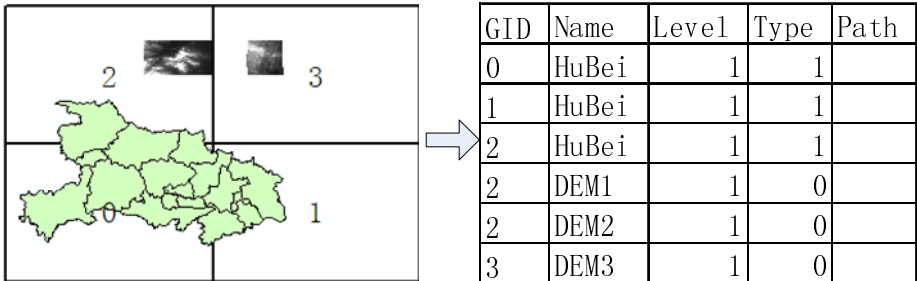 2
3
0
1
GID Name Level Type Path
0 HuBei 1 1
1 HuBei 1 1
2 HuBei 1 1
2 DEM1 1 0
2 DEM2 1 0
3 DEM3 1 0